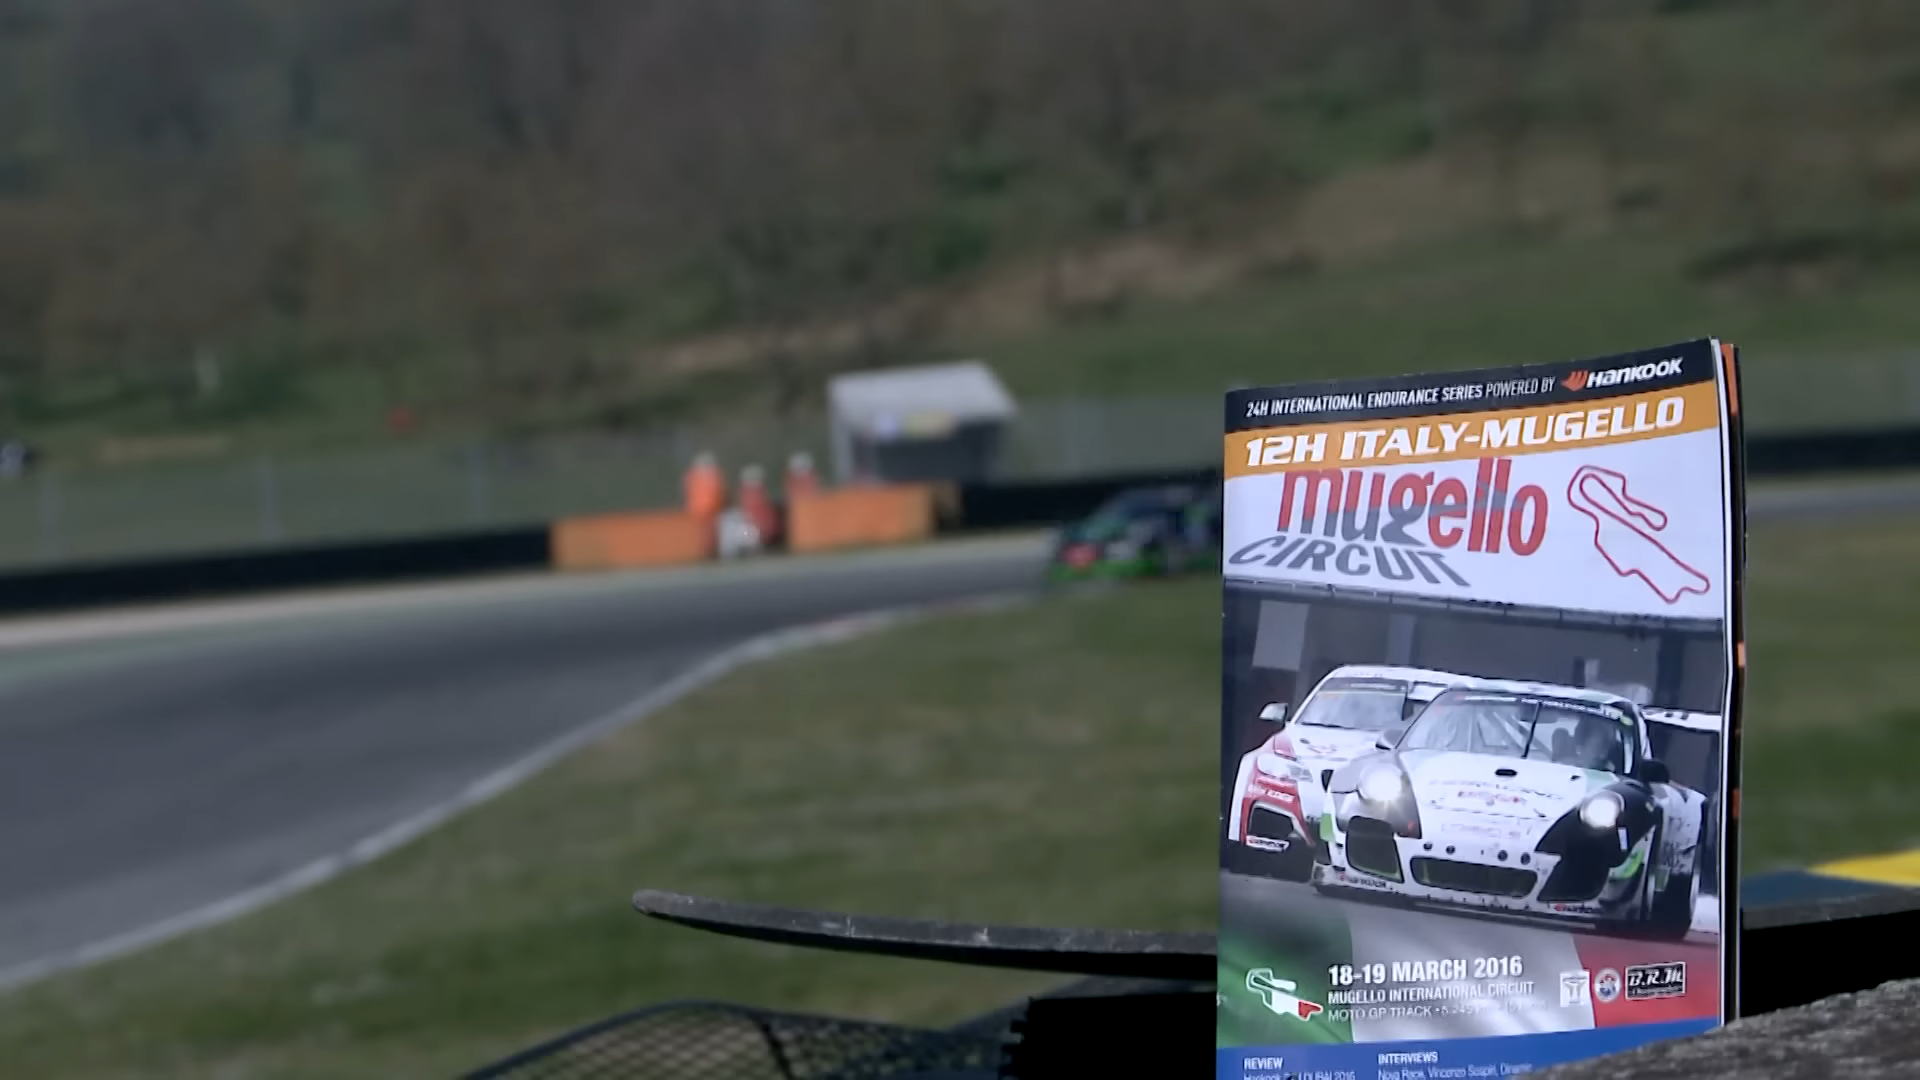 24H INTERNATIONAL ENDURANCE SERIES POWERED BY HANKOOK
12H ITALY-MUGELLO
mugello
CIRCUIT
18-19 MARCH 2016
MUGELLO INTERNATIONAL CIRCUIT
MOTO GP TRACK
B.R.M.
REVIEW
INTERVIEWS